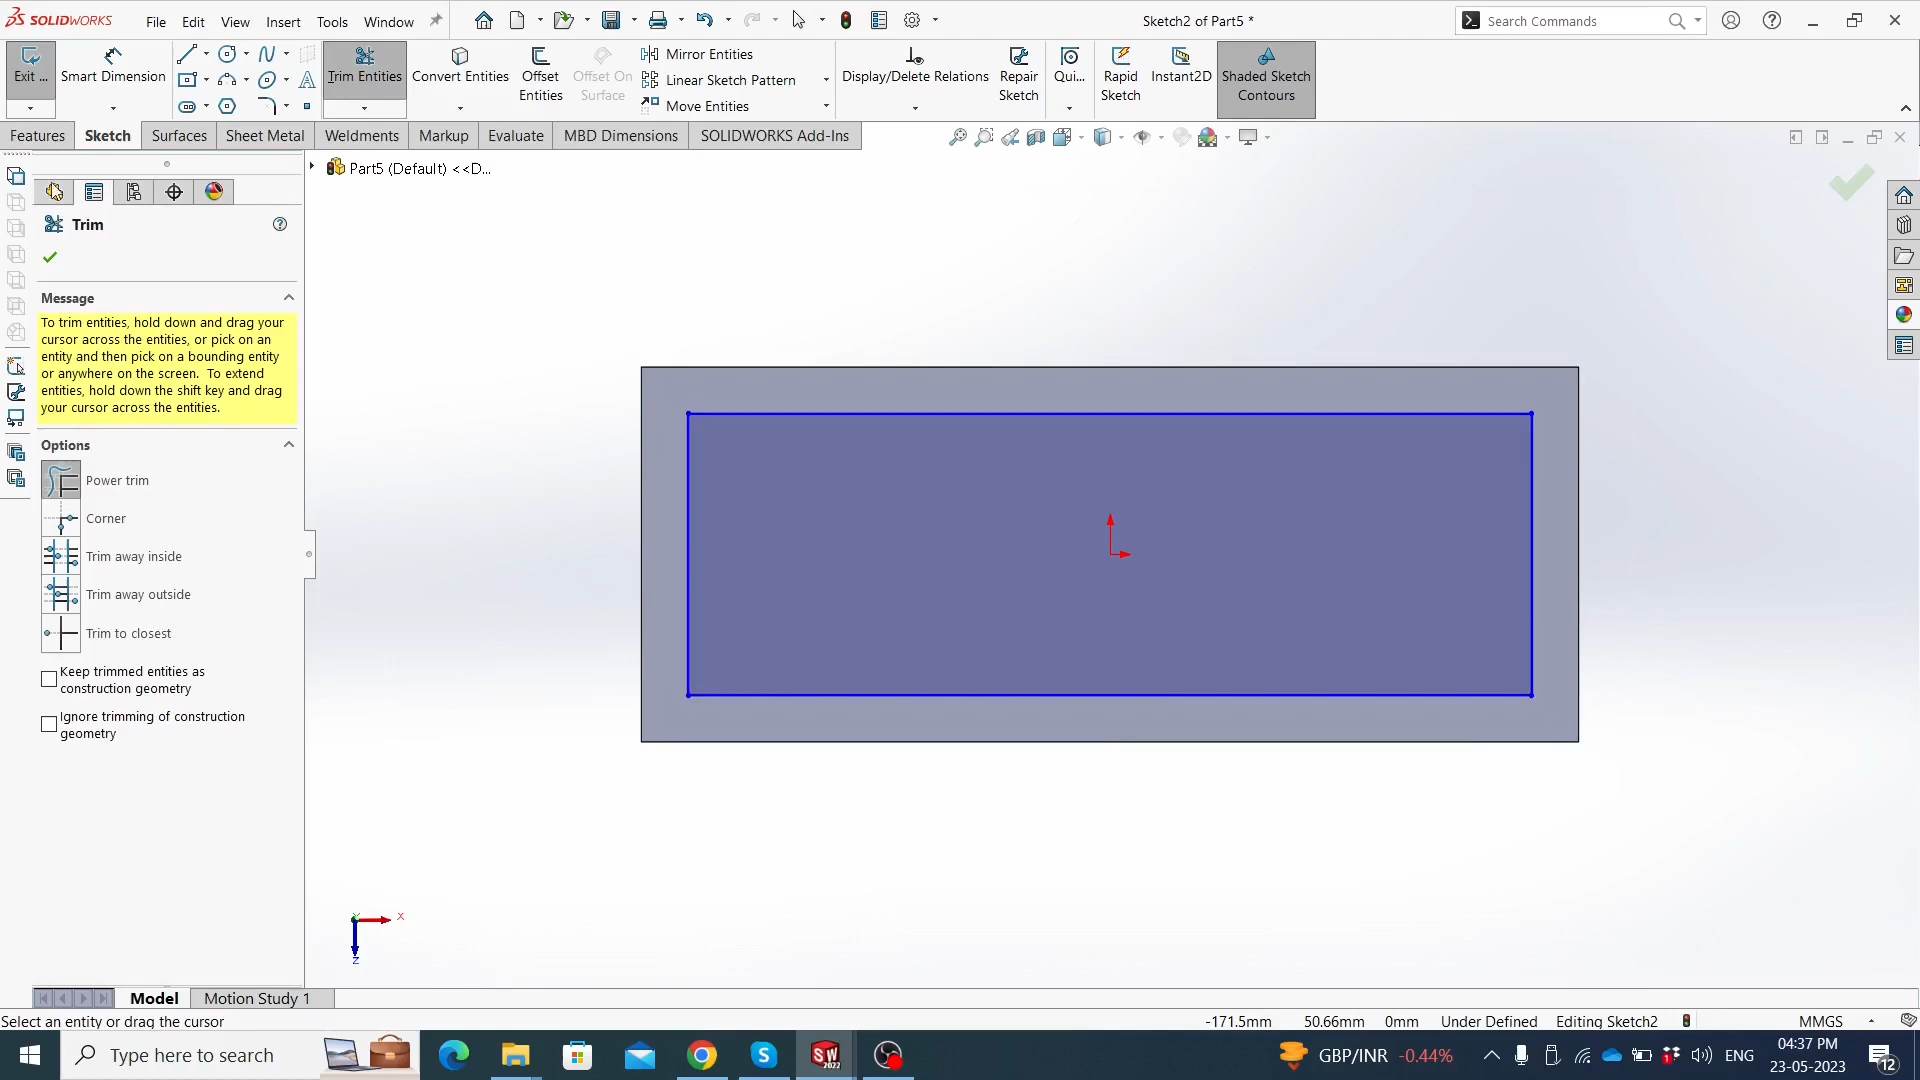 SOLIDWORKS File Edit View Insert Tools Window Sketch2 of Part5 * Search Commands
Exit ... Smart Dimension Trim Entities Convert Entities Offset Entities Offset On Surface Mirror Entities Linear Sketch Pattern Move Entities Display/Delete Relations Repair Sketch Qui... Rapid Sketch Instant2D Shaded Sketch Contours
Features Sketch Surfaces Sheet Metal Weldments Markup Evaluate MBD Dimensions SOLIDWORKS Add-Ins
Part5 (Default) <<D...
Trim
Message
To trim entities, hold down and drag your
cursor across the entities, or pick on an
entity and then pick on a bounding entity
or anywhere on the screen. To extend
entities, hold down the shift key and drag
your cursor across the entities.
Options
Power trim
Corner
Trim away inside
Trim away outside
Trim to closest
Keep trimmed entities as
construction geometry
Ignore trimming of construction
geometry
Y X
Z
Model Motion Study 1
Select an entity or drag the cursor -171.5mm 50.66mm 0mm Under Defined Editing Sketch2 MMGS
Type here to search SW 2022 GBP/INR -0.44% ENG 04:37 PM
23-05-2023 12